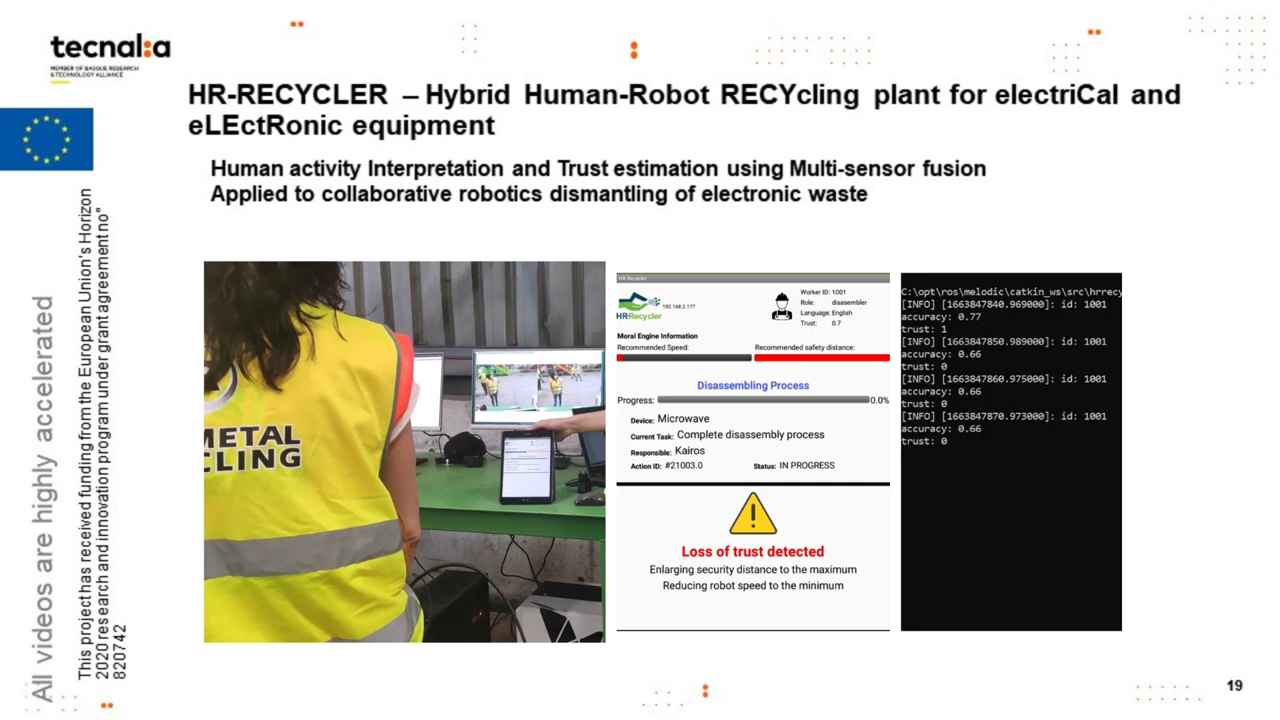 tecnal:a
MEMBER OF BASQUE RESEARCH
& TECHNOLOGY ALLIANCE
HR-RECYCLER – Hybrid Human-Robot RECYcling plant for electriCal and
eLEctRonic equipment
Human activity Interpretation and Trust estimation using Multi-sensor fusion
Applied to collaborative robotics dismantling of electronic waste
All videos are highly accelerated
This project has received funding from the European Union's Horizon
2020 research and innovation program under grant agreement no°
820742
METAL
CLING
HR-Recycler
HRRecycler
192.168.2.177
Worker ID: 1001
Role: disasembler
Language: English
Trust: 0.7
Moral Engine Information
Recommended Speed:
Recommended safety distance:
Disassembling Process
Progress: 0.0%
Device: Microwave
Current Task: Complete disassembly process
Responsible: Kairos
Action ID: #21003.0 Status: IN PROGRESS
Loss of trust detected
Enlarging security distance to the maximum
Reducing robot speed to the minimum
C:\opt\ros\melodic\catkin_ws\src\hrrecy
[INFO] [1663847840.969000]: id: 1001
accuracy: 0.77
trust: 1
[INFO] [1663847850.989000]: id: 1001
accuracy: 0.66
trust: 0
[INFO] [1663847860.975000]: id: 1001
accuracy: 0.66
trust: 0
[INFO] [1663847870.973000]: id: 1001
accuracy: 0.66
trust: 0
19